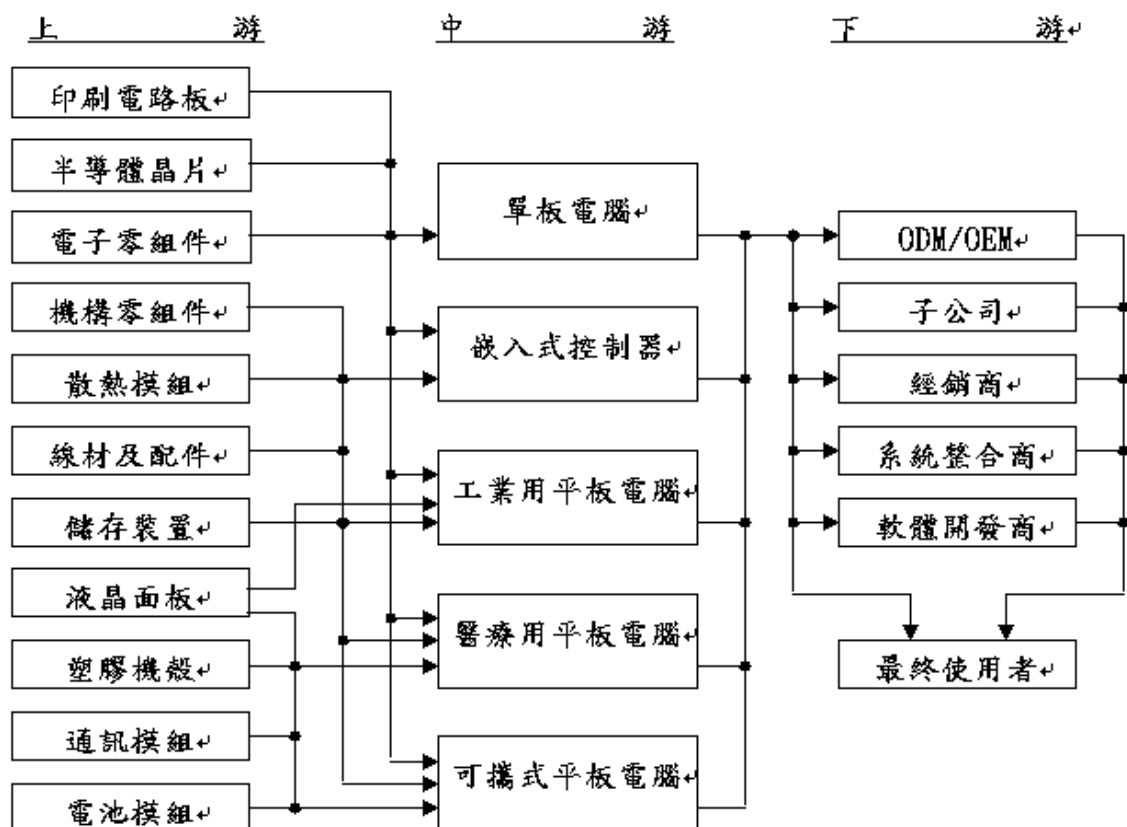 上游 中游 下游
印刷電路板
半導體晶片
電子零組件
機構零組件
散熱模組
線材及配件
儲存裝置
液晶面板
塑膠機殼
通訊模組
電池模組
單板電腦
嵌入式控制器
工業用平板電腦
醫療用平板電腦
可攜式平板電腦
ODM/OEM
子公司
經銷商
系統整合商
軟體開發商
最終使用者